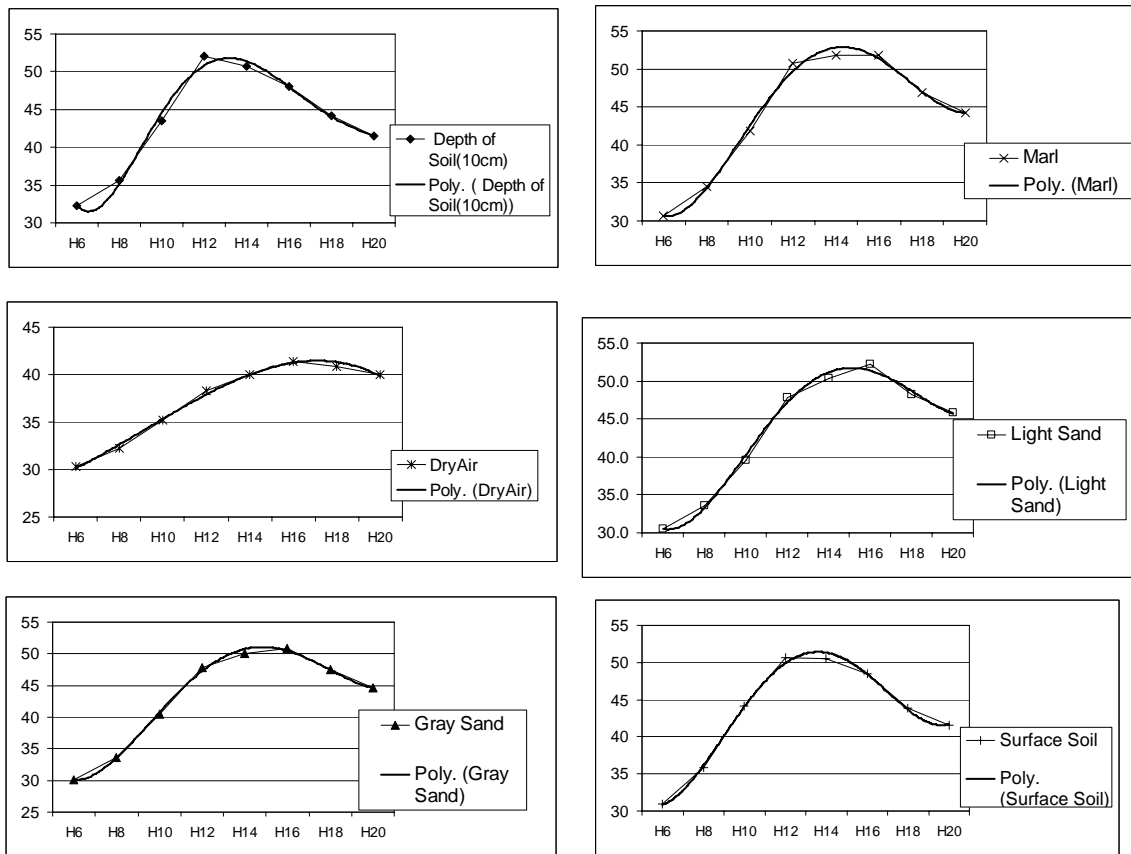 55
50
45
40
35
30
H6 H8 H10 H12 H14 H16 H18 H20
Depth of
Soil(10cm)
Poly. ( Depth of
Soil(10cm))
55
50
45
40
35
30
H6 H8 H10 H12 H14 H16 H18 H20
Marl
Poly. (Marl)
45
40
35
30
25
H6 H8 H10 H12 H14 H16 H18 H20
DryAir
Poly. (DryAir)
55.0
50.0
45.0
40.0
35.0
30.0
H6 H8 H10 H12 H14 H16 H18 H20
Light Sand
Poly. (Light
Sand)
55
50
45
40
35
30
25
H6 H8 H10 H12 H14 H16 H18 H20
Gray Sand
Poly. (Gray
Sand)
55
50
45
40
35
30
H6 H8 H10 H12 H14 H16 H18 H20
Surface Soil
Poly.
(Surface Soil)